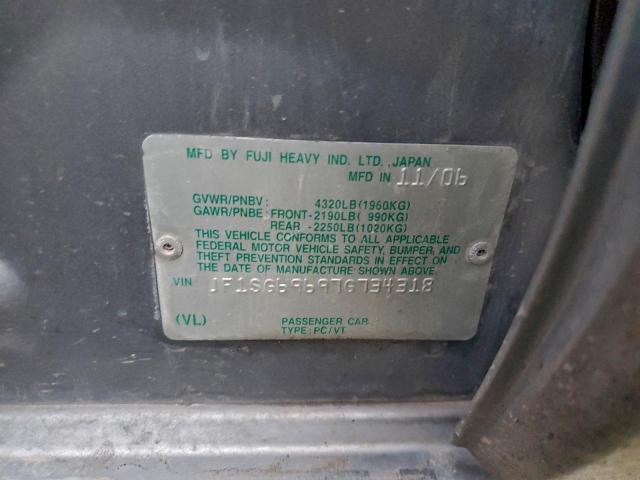 MFD BY FUJI HEAVY IND. LTD., JAPAN
MFD IN 11/06
GVWR/PNBV: 4320LB(1960KG)
GAWR/PNBE: FRONT-2190LB( 990KG)
REAR -2250LB(1020KG)
THIS VEHICLE CONFORMS TO ALL APPLICABLE
FEDERAL MOTOR VEHICLE SAFETY, BUMPER, AND
THEFT PREVENTION STANDARDS IN EFFECT ON
THE DATE OF MANUFACTURE SHOWN ABOVE.
VIN JF1SG69697G734318
(VL) PASSENGER CAR
TYPE: PC/VT